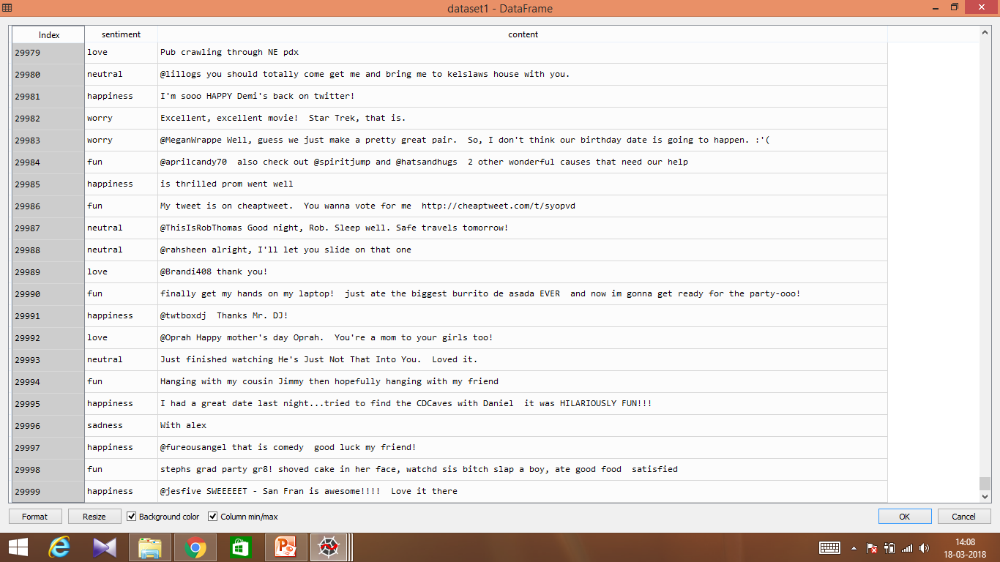 dataset1 - DataFrame
Index sentiment content
29979 love Pub crawling through NE pdx
29980 neutral @lillogs you should totally come get me and bring me to kelslaws house with you.
29981 happiness I'm sooo HAPPY Demi's back on twitter!
29982 worry Excellent, excellent movie!  Star Trek, that is.
29983 worry @MeganWrappe Well, guess we just make a pretty great pair.  So, I don't think our birthday date is going to happen. :'(
29984 fun @aprilcandy70  also check out @spiritjump and @hatsandhugs  2 other wonderful causes that need our help
29985 happiness is thrilled prom went well
29986 fun My tweet is on cheaptweet.  You wanna vote for me  http://cheaptweet.com/t/syopvd
29987 neutral @ThisIsRobThomas Good night, Rob. Sleep well. Safe travels tomorrow!
29988 neutral @rahsheen alright, I'll let you slide on that one
29989 love @Brandi408 thank you!
29990 fun finally get my hands on my laptop!  just ate the biggest burrito de asada EVER  and now im gonna get ready for the party-ooo!
29991 happiness @twtboxdj  Thanks Mr. DJ!
29992 love @Oprah Happy mother's day Oprah.  You're a mom to your girls too!
29993 neutral Just finished watching He's Just Not That Into You.  Loved it.
29994 fun Hanging with my cousin Jimmy then hopefully hanging with my friend
29995 happiness I had a great date last night...tried to find the CDCaves with Daniel  it was HILARIOUSLY FUN!!!
29996 sadness With alex
29997 happiness @fureousangel that is comedy  good luck my friend!
29998 fun stephs grad party gr8! shoved cake in her face, watchd sis bitch slap a boy, ate good food  satisfied
29999 happiness @jesfive SWEEEEET - San Fran is awesome!!!!  Love it there
Format Resize Background color Column min/max OK Cancel
14:08
18-03-2018